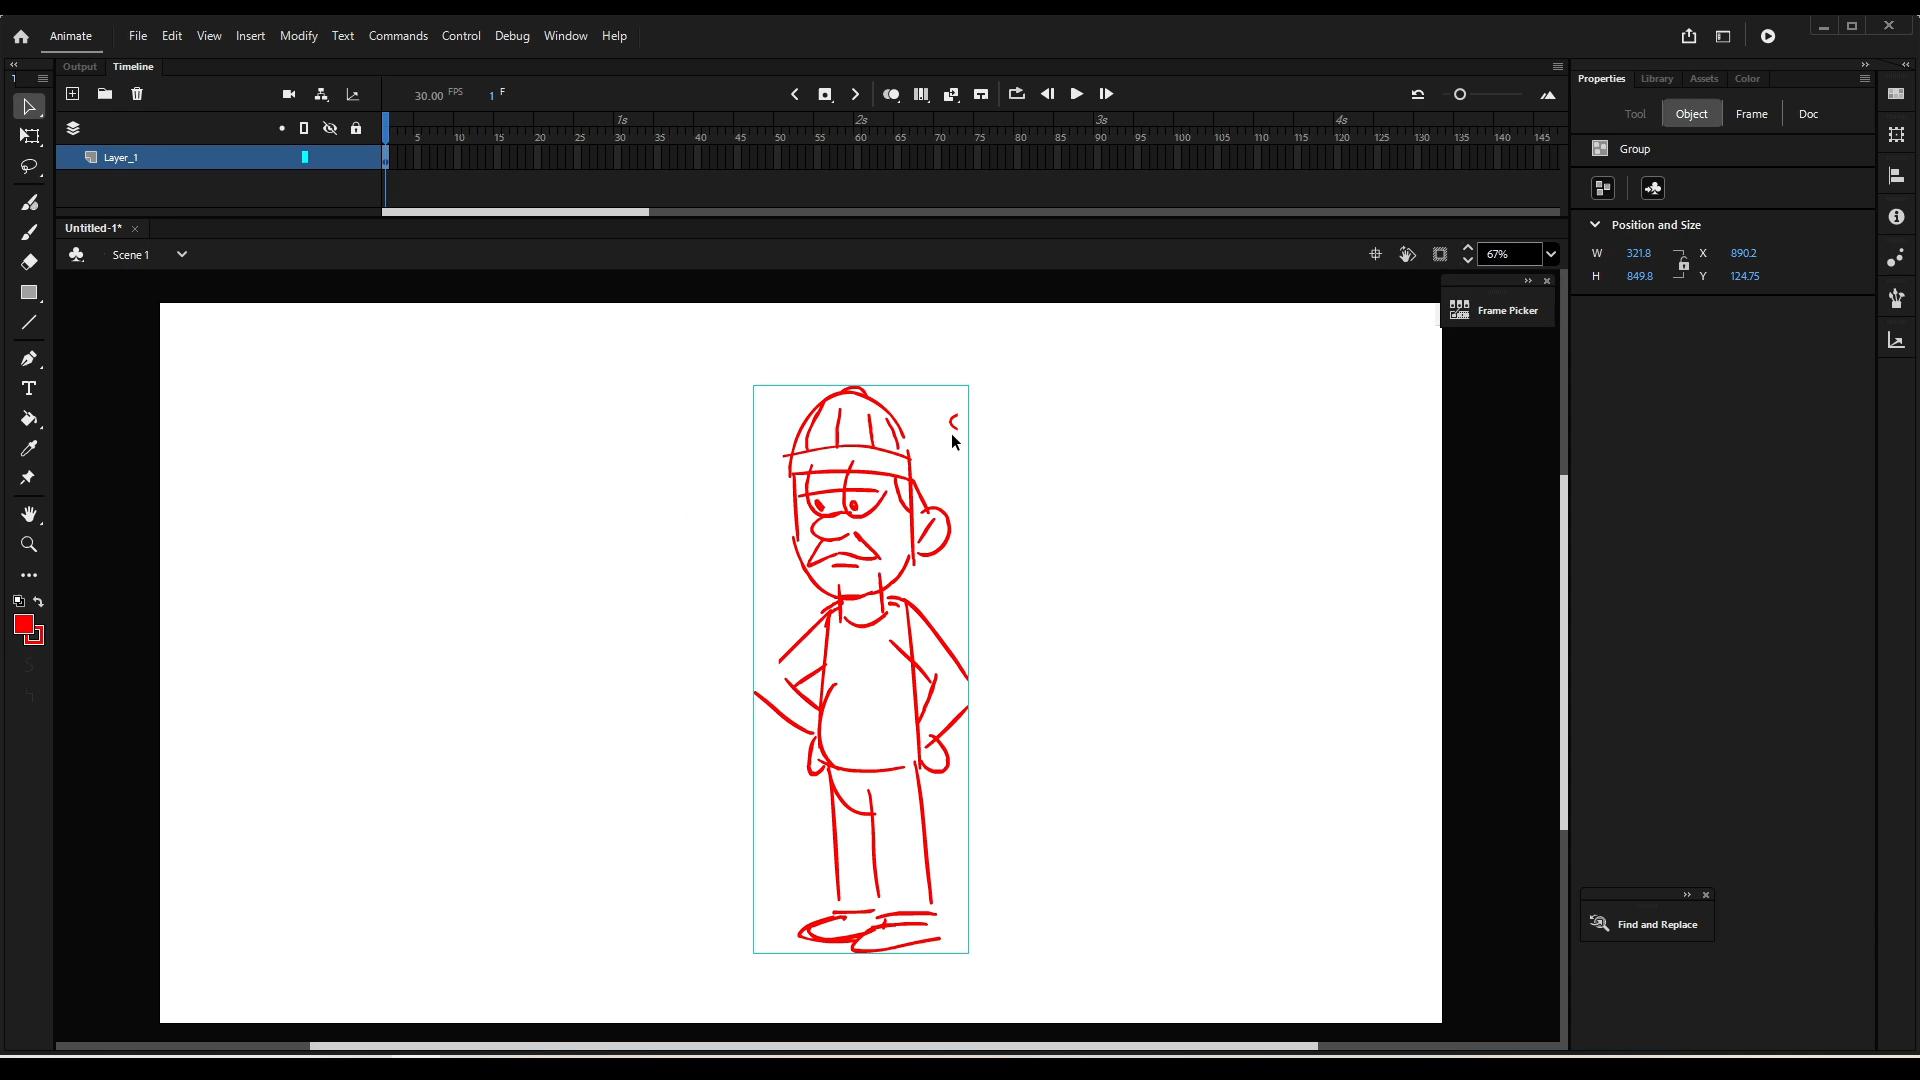 Animate File Edit View Insert Modify Text Commands Control Debug Window Help
Output Timeline
30.00 FPS 1 F
1s 2s 3s 4s
5 10 15 20 25 30 35 40 45 50 55 60 65 70 75 80 85 90 95 100 105 110 115 120 125 130 135 140 145
Layer_1
Untitled-1*
Scene 1
67%
Frame Picker
Properties Library Assets Color
Tool Object Frame Doc
Group
Position and Size
W 321.8 X 890.2
H 849.8 Y 124.75
Find and Replace